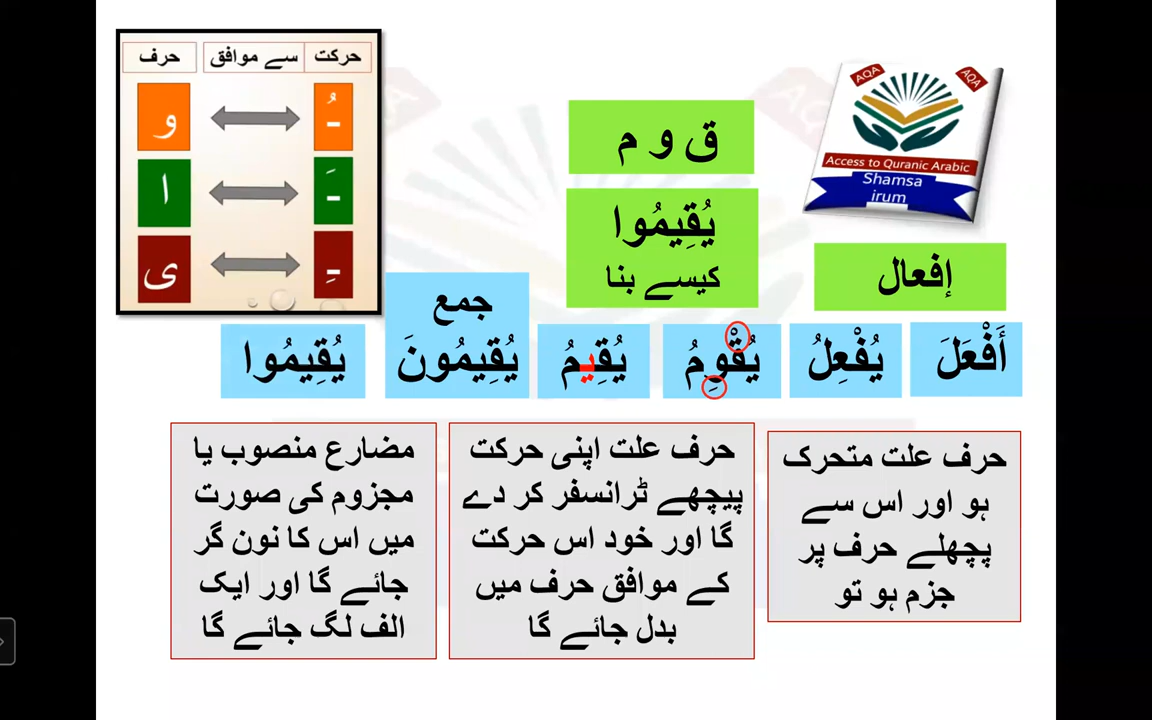 حرکت سے موافق حرف
ـُ و
ـَ ا
ـِ ی
AQA AQA
Access to Quranic Arabic
Shamsa
irum
ق و م
يُقِيمُوا
کیسے بنا
إفعال
أَفْعَلَ يُفْعِلُ يُقْوِمُ يُقِيمُ
جمع
يُقِيمُونَ
يُقِيمُوا
حرف علت متحرک
ہو اور اس سے
پچھلے حرف پر
جزم ہو تو
حرف علت اپنی حرکت
پیچھے ٹرانسفر کر دے
گا اور خود اس حرکت
کے موافق حرف میں
بدل جائے گا
مضارع منصوب یا
مجزوم کی صورت
میں اس کا نون گر
جائے گا اور ایک
الف لگ جائے گا